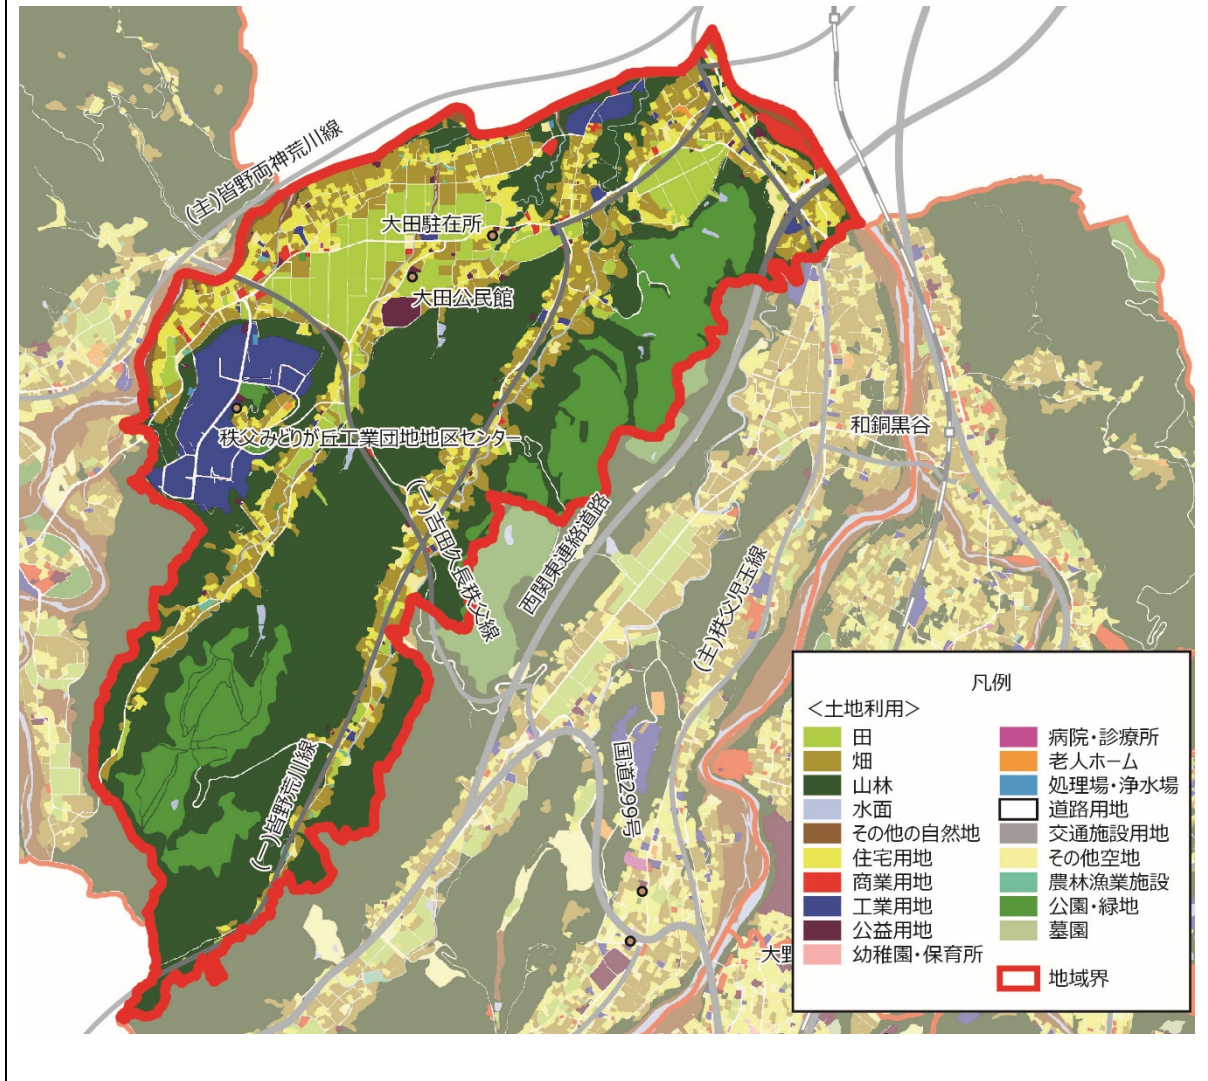 (主)皆野両神荒川線
大田駐在所
大田公民館
秩父みどりが丘工業団地地区センター
和銅黒谷
(一)吉田久長秩父線
西関東連絡道路
(主)秩父児玉線
国道299号
(一)皆野荒川線
大野
凡例
<土地利用>
田
畑
山林
水面
その他の自然地
住宅用地
商業用地
工業用地
公益用地
幼稚園・保育所
病院・診療所
老人ホーム
処理場・浄水場
道路用地
交通施設用地
その他空地
農林漁業施設
公園・緑地
墓園
地域界